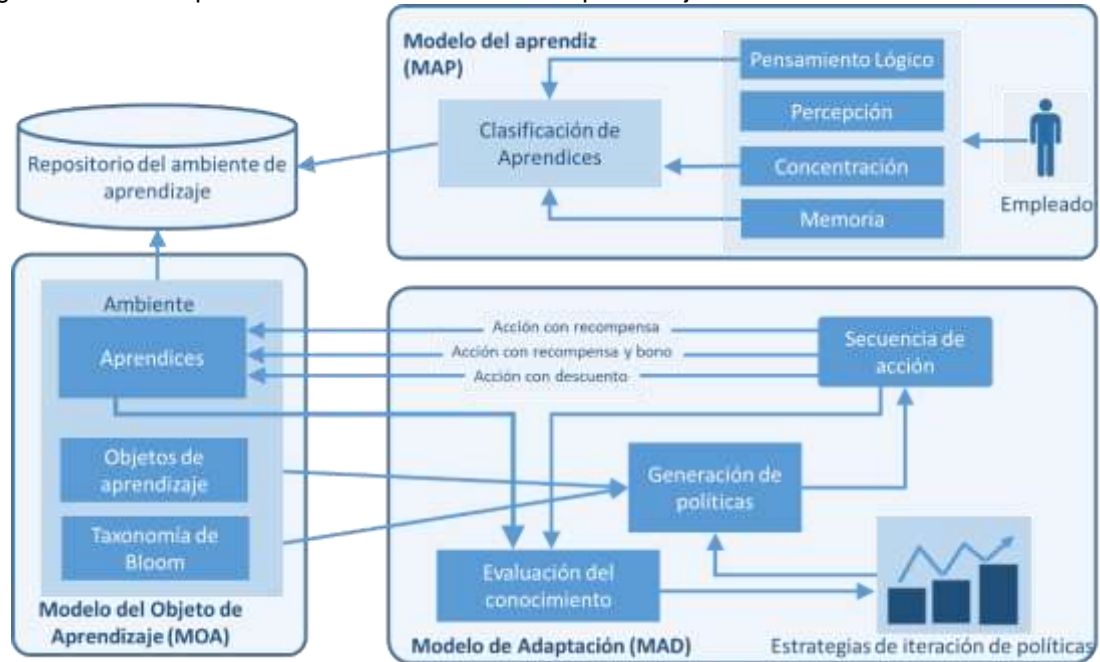 Modelo del aprendiz
(MAP)
Pensamiento Lógico
Percepción
Concentración
Memoria
Clasificación de
Aprendices
Empleado
Repositorio del ambiente de
aprendizaje
Ambiente
Aprendices
Objetos de
aprendizaje
Taxonomía de
Bloom
Modelo del Objeto de
Aprendizaje (MOA)
Acción con recompensa
Acción con recompensa y bono
Acción con descuento
Secuencia de
acción
Generación de
políticas
Evaluación del
conocimiento
Modelo de Adaptación (MAD)
Estrategias de iteración de políticas